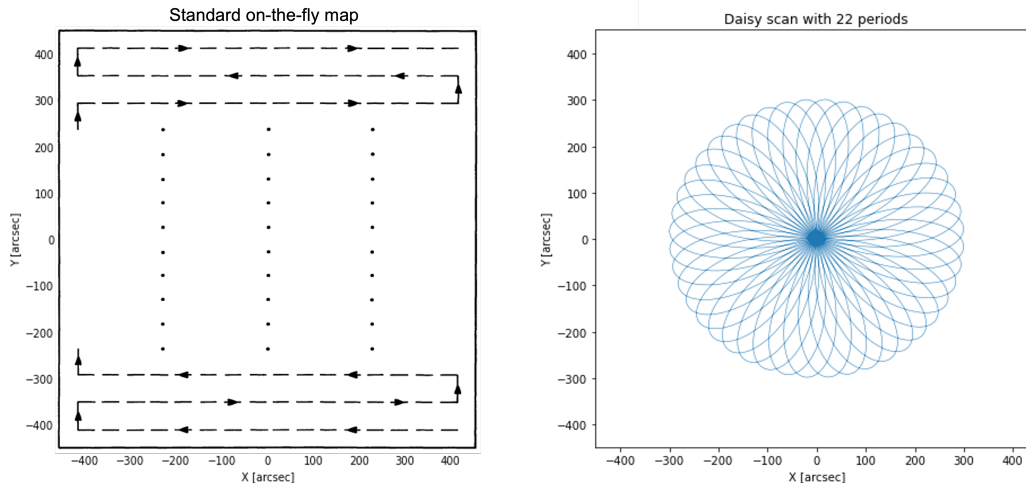 Standard on-the-fly map
400
300
200
100
0
−100
−200
−300
−400
Y [arcsec]
−400 −300 −200 −100 0 100 200 300 400
X [arcsec]
Daisy scan with 22 periods
400
300
200
100
0
−100
−200
−300
−400
Y [arcsec]
−400 −300 −200 −100 0 100 200 300 400
X [arcsec]